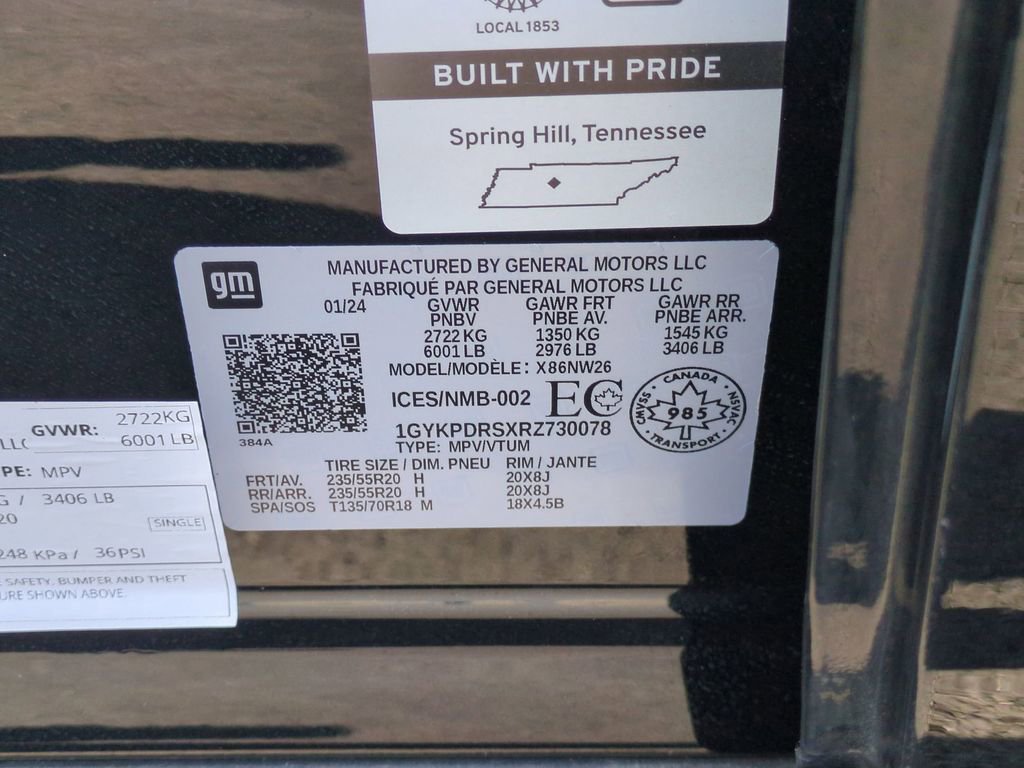 LOCAL 1853
BUILT WITH PRIDE
Spring Hill, Tennessee
gm
MANUFACTURED BY GENERAL MOTORS LLC
FABRIQUÉ PAR GENERAL MOTORS LLC
01/24 GVWR GAWR FRT GAWR RR
PNBV PNBE AV. PNBE ARR.
2722 KG 1350 KG 1545 KG
6001 LB 2976 LB 3406 LB
MODEL/MODÈLE: X86NW26
ICES/NMB-002 EC
CANADA
CMVSS 985 NSVAC
TRANSPORT
1GYKPDRSXRZ730078
384A
TYPE: MPV/VTUM
TIRE SIZE / DIM. PNEU RIM / JANTE
FRT/AV. 235/55R20 H 20X8J
RR/ARR. 235/55R20 H 20X8J
SPA/SOS T135/70R18 M 18X4.5B
GVWR: 2722KG
6001 LB
PE: MPV
G / 3406 LB
20
SINGLE
248 KPa / 36PSI
SAFETY, BUMPER AND THEFT
URE SHOWN ABOVE.